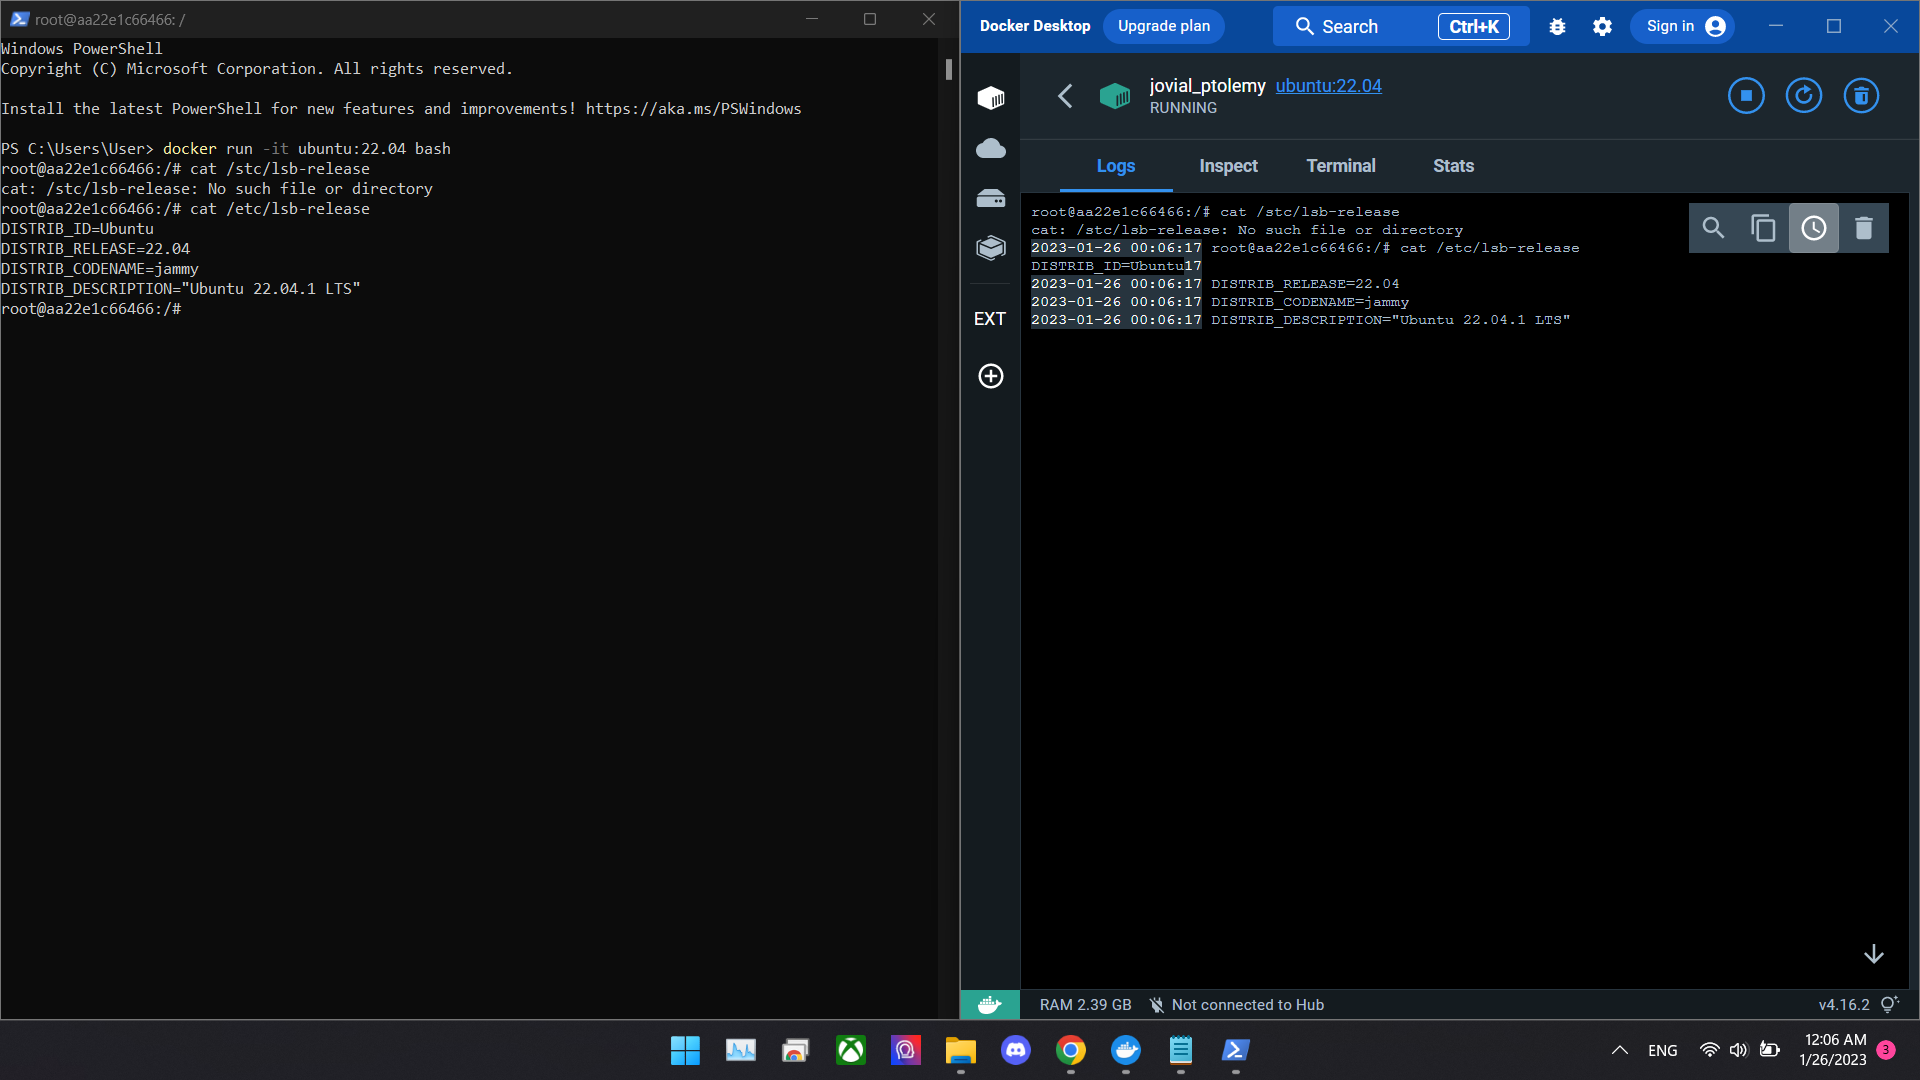 root@aa22e1c66466: /
Windows PowerShell
Copyright (C) Microsoft Corporation. All rights reserved.
Install the latest PowerShell for new features and improvements! https://aka.ms/PSWindows
PS C:\Users\User> docker run -it ubuntu:22.04 bash
root@aa22e1c66466:/# cat /stc/lsb-release
cat: /stc/lsb-release: No such file or directory
root@aa22e1c66466:/# cat /etc/lsb-release
DISTRIB_ID=Ubuntu
DISTRIB_RELEASE=22.04
DISTRIB_CODENAME=jammy
DISTRIB_DESCRIPTION="Ubuntu 22.04.1 LTS"
root@aa22e1c66466:/#
Docker Desktop
Upgrade plan
Search
Ctrl+K
Sign in
jovial_ptolemy ubuntu:22.04
RUNNING
Logs
Inspect
Terminal
Stats
EXT
root@aa22e1c66466:/# cat /stc/lsb-release
cat: /stc/lsb-release: No such file or directory
2023-01-26 00:06:17 root@aa22e1c66466:/# cat /etc/lsb-release
DISTRIB_ID=Ubuntu17
2023-01-26 00:06:17 DISTRIB_RELEASE=22.04
2023-01-26 00:06:17 DISTRIB_CODENAME=jammy
2023-01-26 00:06:17 DISTRIB_DESCRIPTION="Ubuntu 22.04.1 LTS"
RAM 2.39 GB
Not connected to Hub
v4.16.2
ENG
12:06 AM
1/26/2023
3